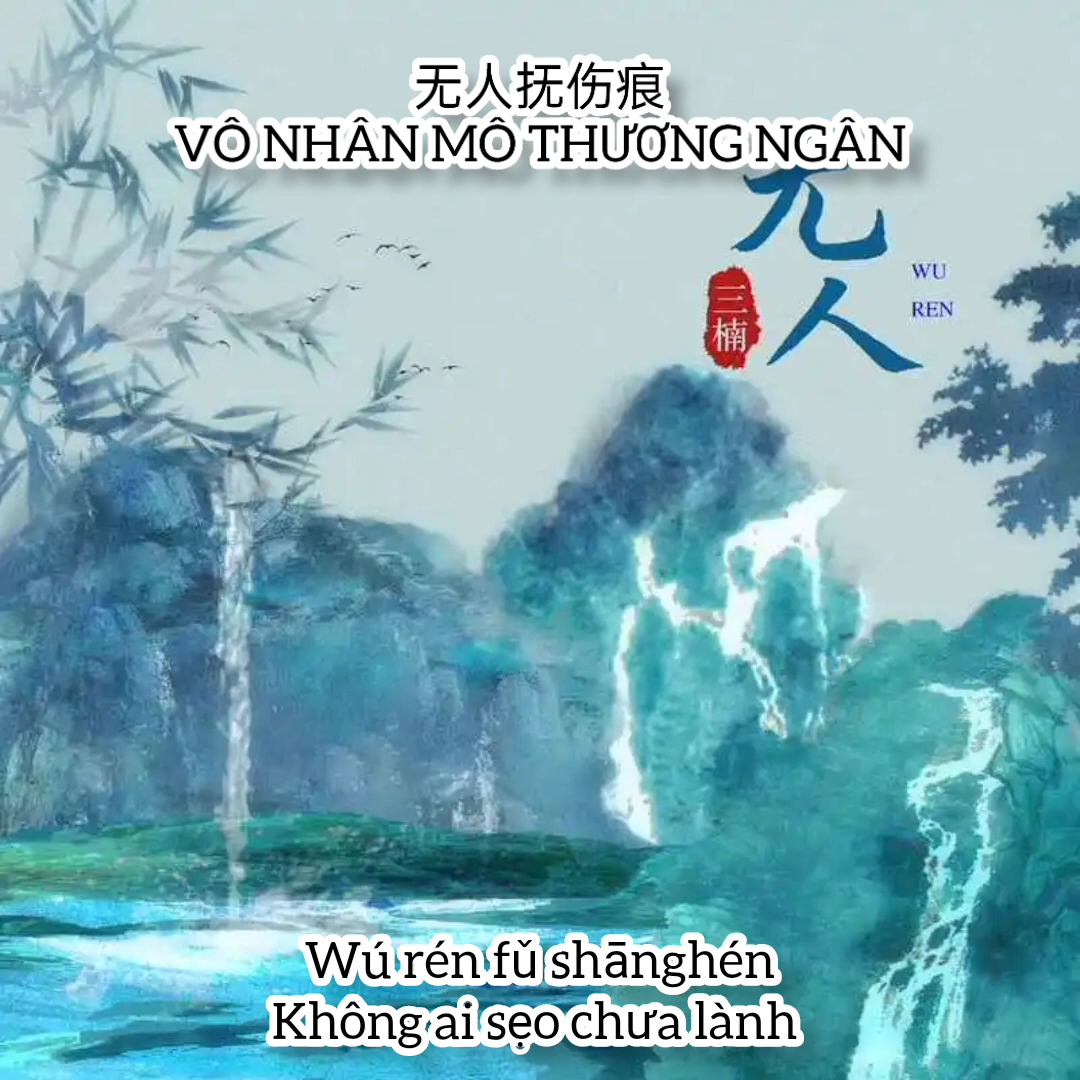 无人抚伤痕
VÔ NHÂN MÔ THƯƠNG NGÂN
无人
WU
REN
三楠
Wú rén fǔ shānghén
Không ai sẹo chưa lành